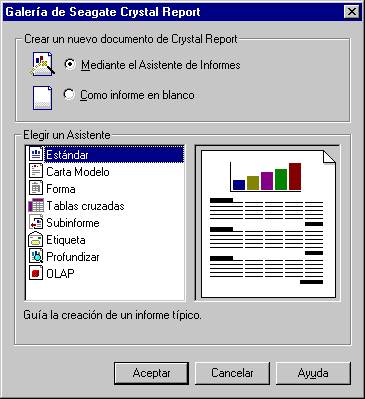 Galería de Seagate Crystal Report
Crear un nuevo documento de Crystal Report
Mediante el Asistente de Informes
Como informe en blanco
Elegir un Asistente
Estándar
Carta Modelo
Forma
Tablas cruzadas
Subinforme
Etiqueta
Profundizar
OLAP
Guía la creación de un informe típico.
Aceptar
Cancelar
Ayuda